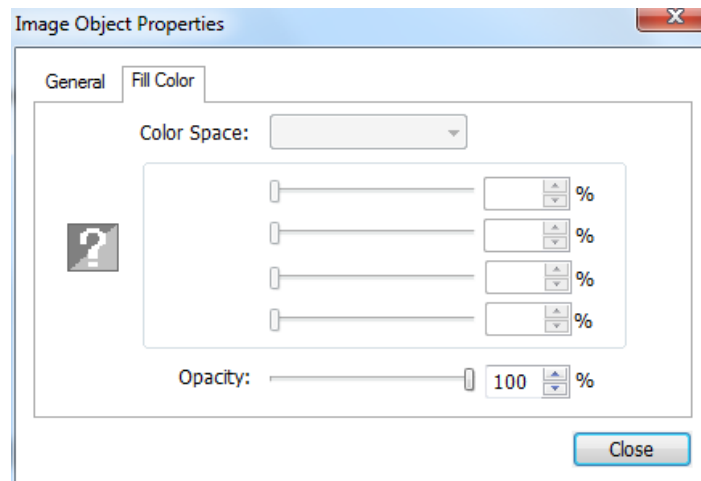 Image Object Properties
General Fill Color
Color Space:
%
%
?
%
%
Opacity: 100 %
Close